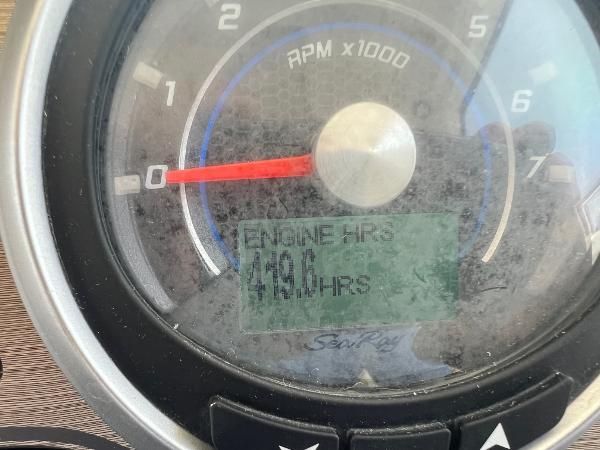 2
5
RPM x1000
1
6
0
7
ENGINE HRS
419.6 HRS
Sea Ray